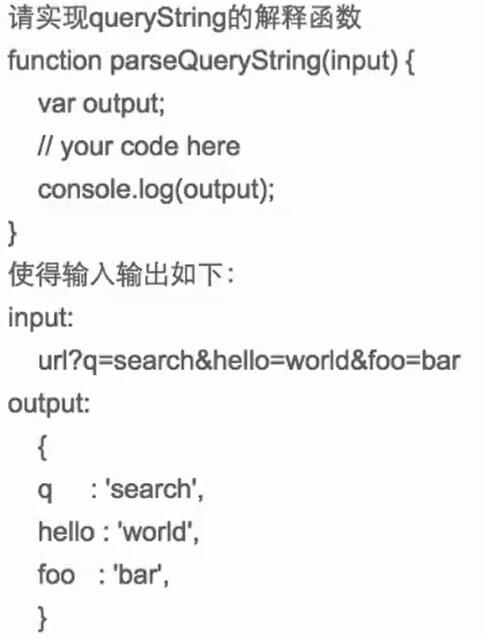 请实现queryString的解释函数
function parseQueryString(input) {
var output;
// your code here
console.log(output);
}
使得输入输出如下：
input:
url?q=search&hello=world&foo=bar
output:
{
q : 'search',
hello : 'world',
foo : 'bar',
}